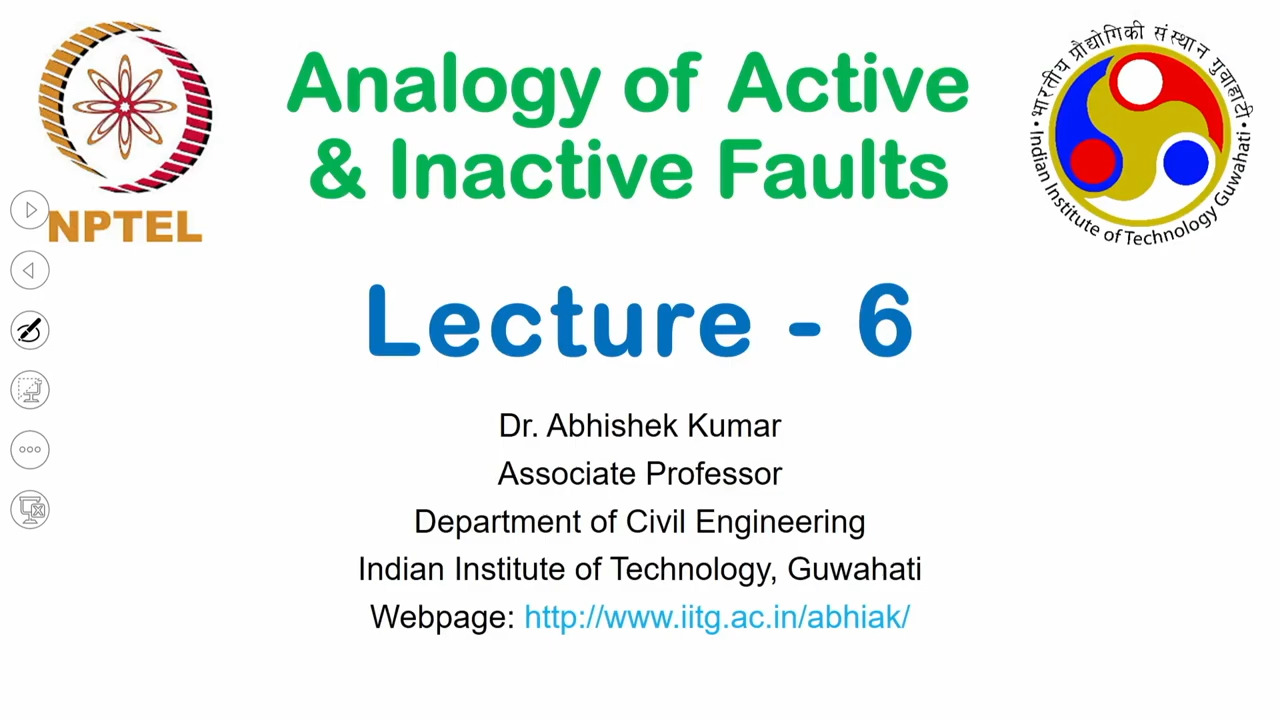 Analogy of Active
& Inactive Faults
NPTEL
भारतीय प्रौद्योगिकी संस्थान गुवाहाटी
Indian Institute of Technology Guwahati
Lecture - 6
Dr. Abhishek Kumar
Associate Professor
Department of Civil Engineering
Indian Institute of Technology, Guwahati
Webpage: http://www.iitg.ac.in/abhiak/